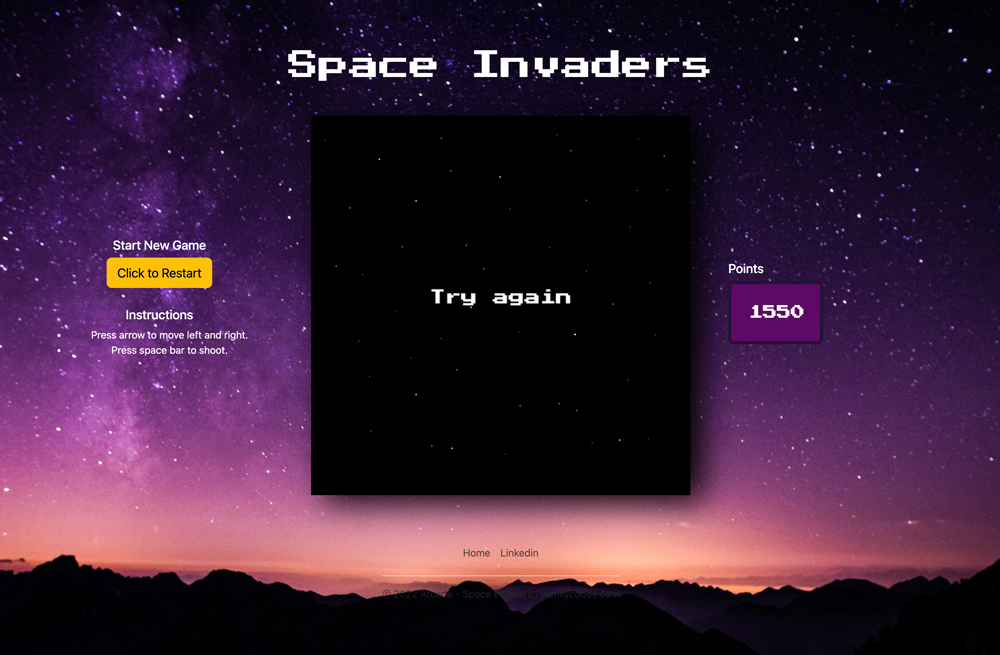 Space Invaders
Start New Game
Click to Restart
Instructions
Press arrow to move left and right.
Press space bar to shoot.
Try again
Points
1550
Home Linkedin
© 2022 Arcade - Space Invaders